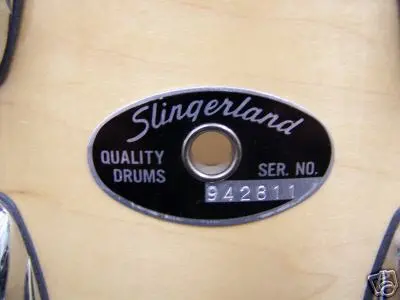 Slingerland
QUALITY
DRUMS
SER. NO.
942811